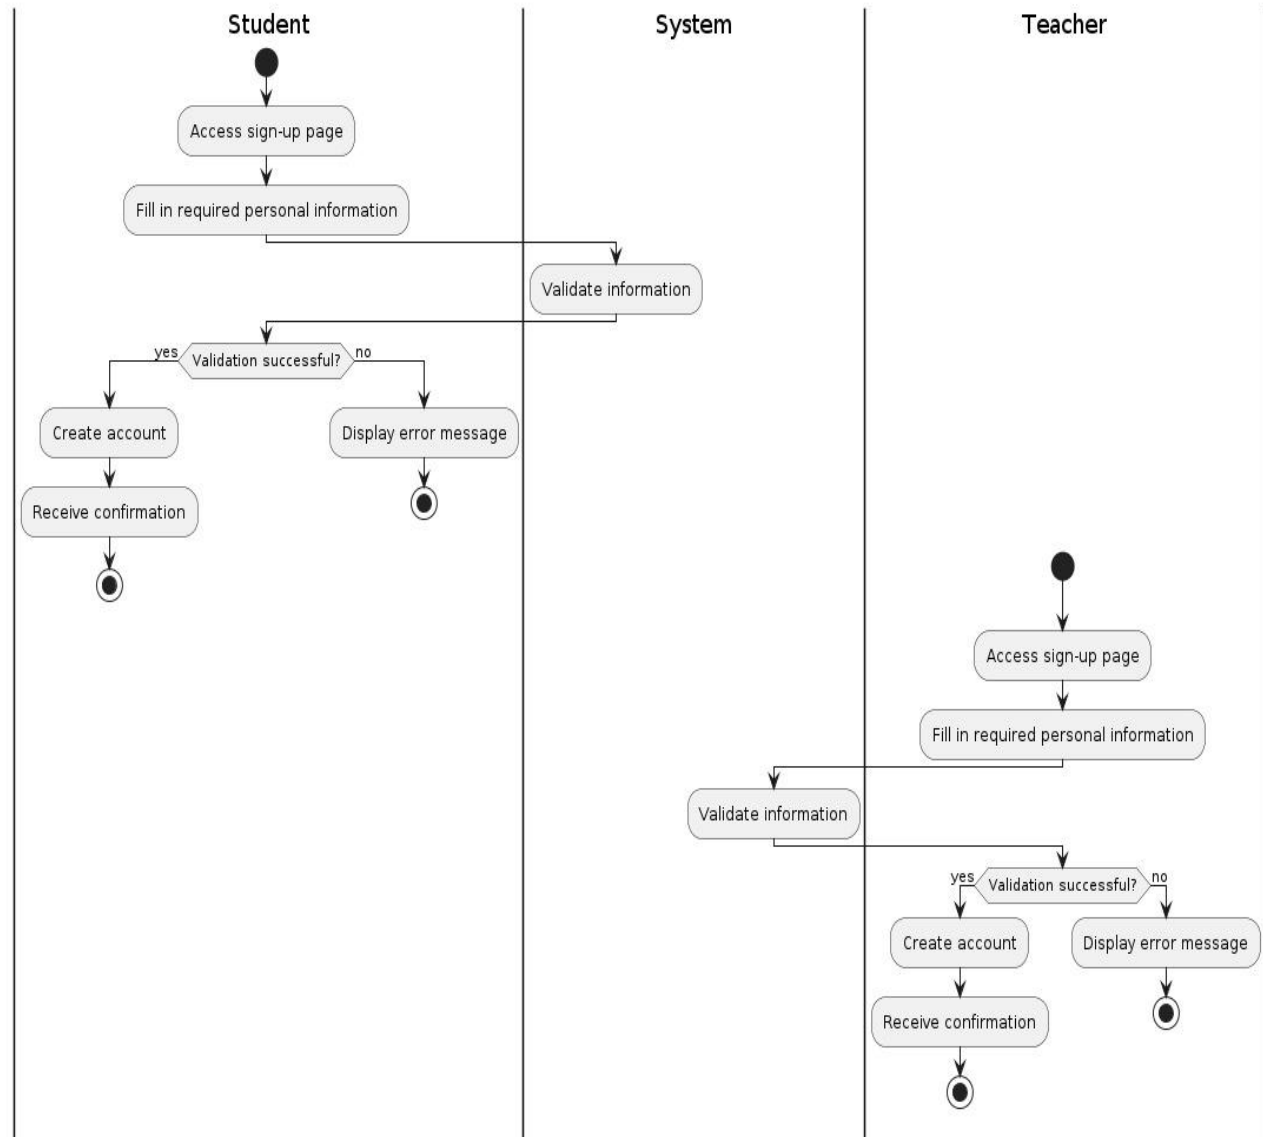 Student
System
Teacher
Access sign-up page
Fill in required personal information
Validate information
yes
Validation successful?
no
Create account
Display error message
Receive confirmation
Access sign-up page
Fill in required personal information
Validate information
yes
Validation successful?
no
Create account
Display error message
Receive confirmation